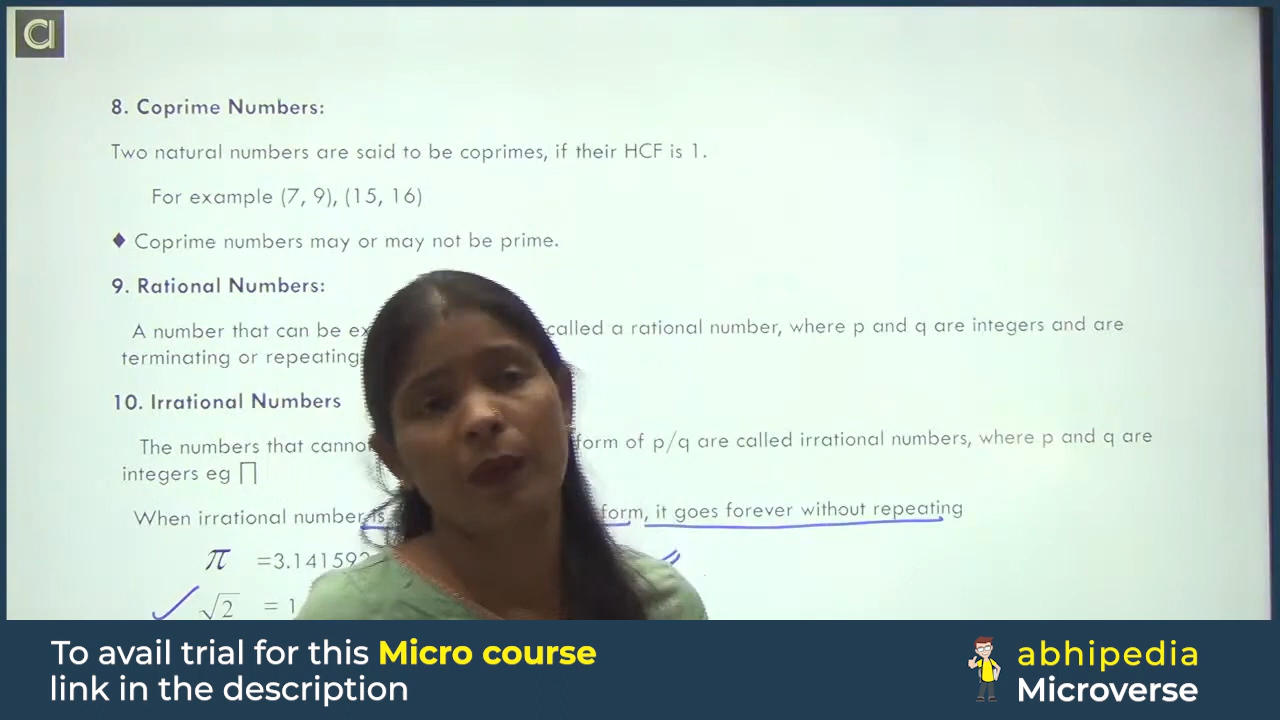 CI
8. Coprime Numbers:
Two natural numbers are said to be coprimes, if their HCF is 1.
For example (7, 9), (15, 16)
♦ Coprime numbers may or may not be prime.
9. Rational Numbers:
A number that can be called a rational number, where p and q are integers and are
terminating or repeating
10. Irrational Numbers
The numbers that form of p/q are called irrational numbers, where p and q are
integers eg ∏
When irrational number is form, it goes forever without repeating
π =3.141592
√2 = 1
To avail trial for this Micro course
link in the description
abhipedia
Microverse